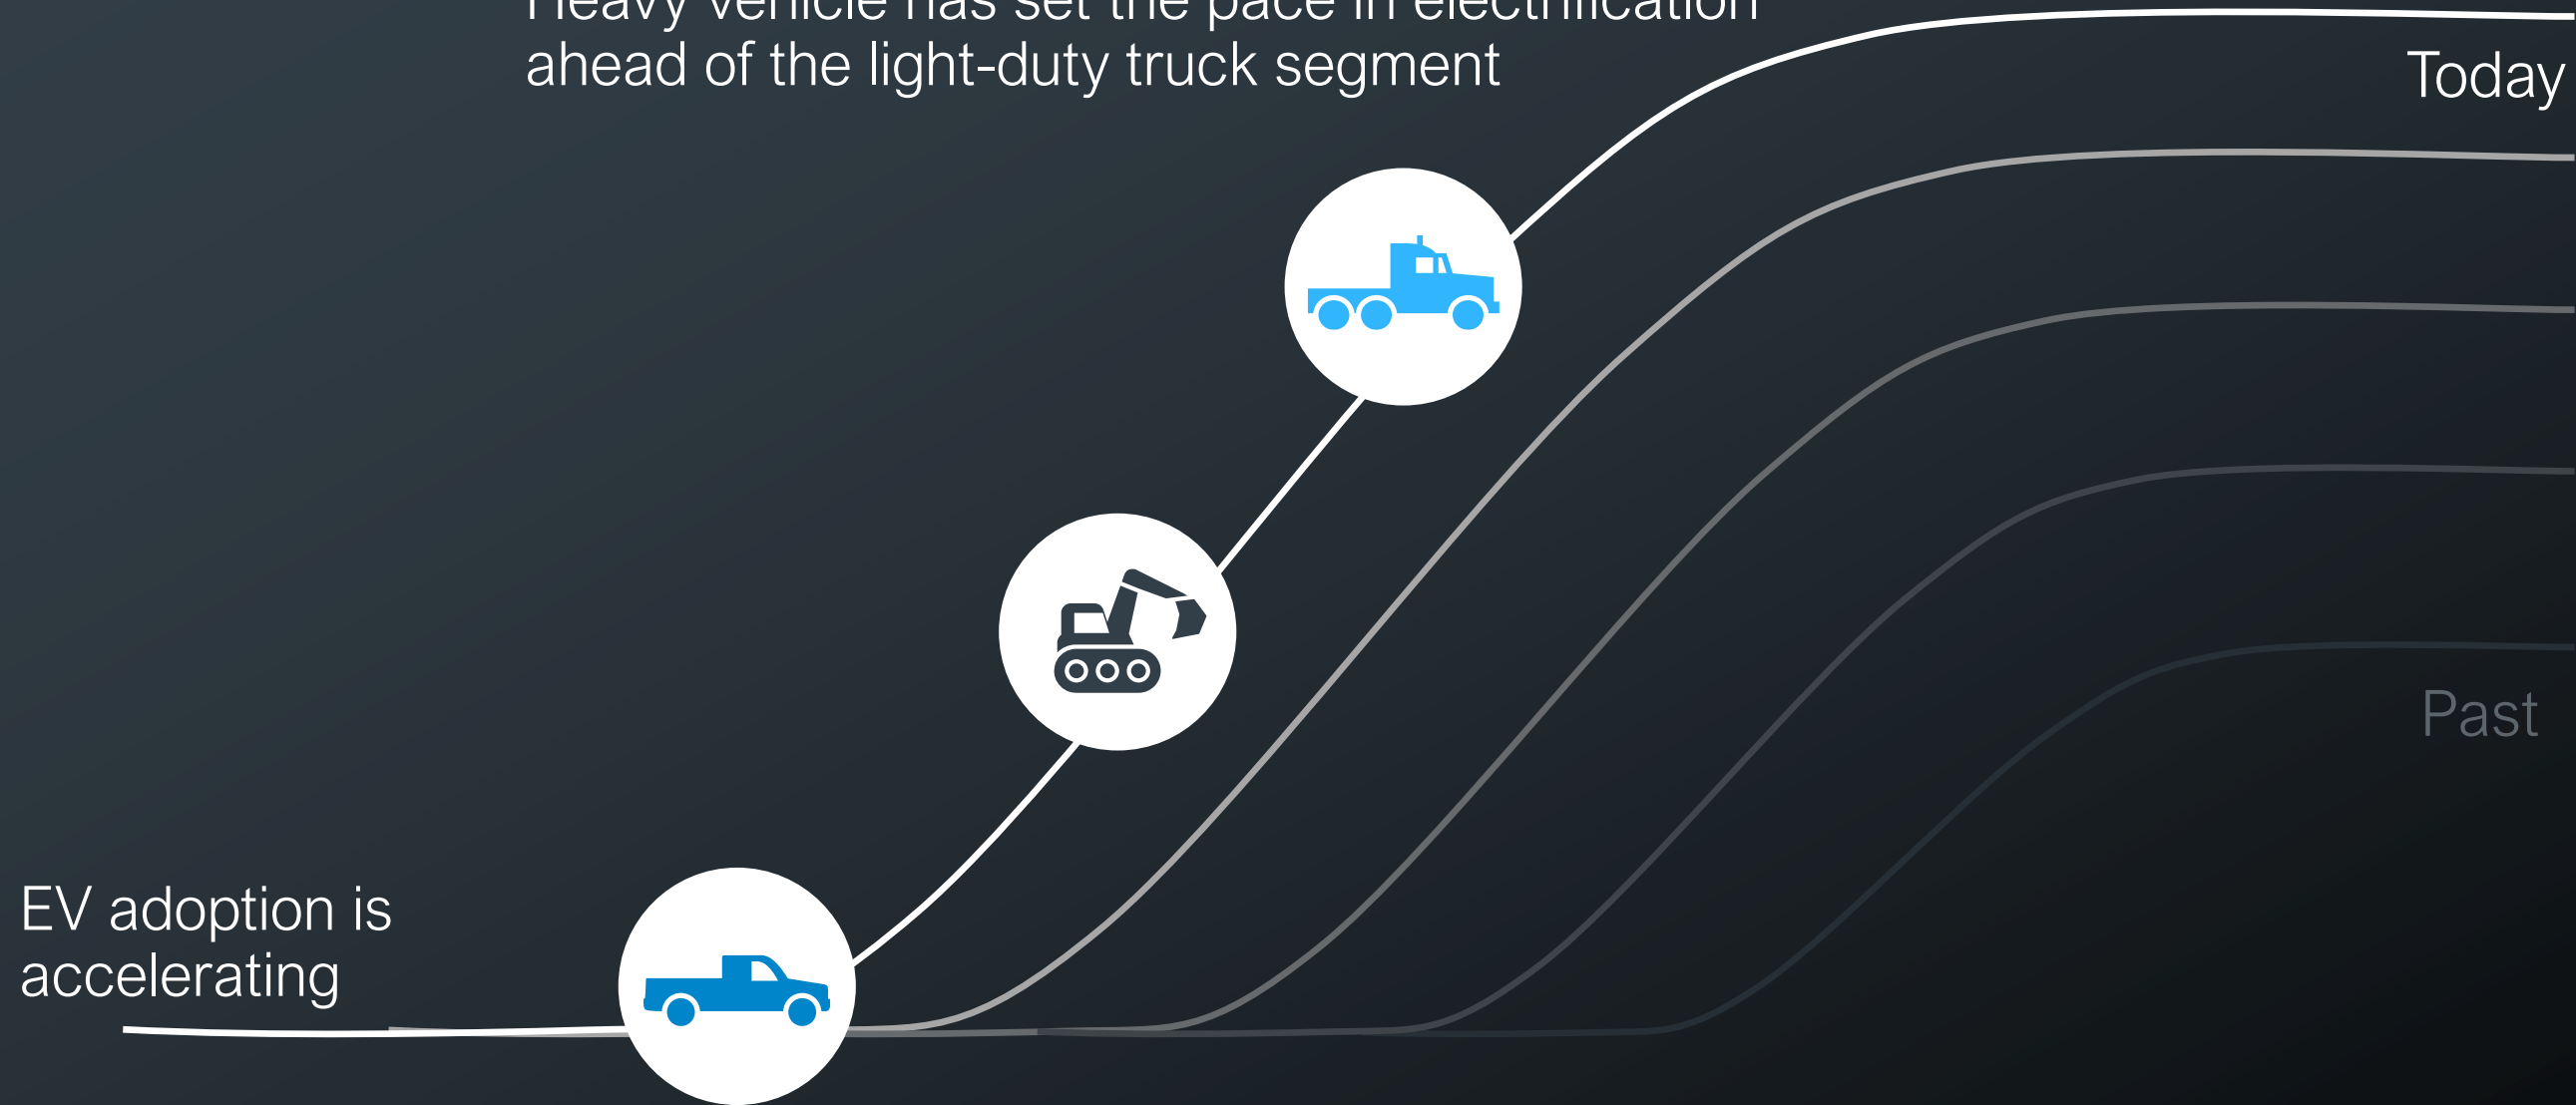 Heavy vehicle has set the pace in electrification
ahead of the light-duty truck segment
Today
Past
EV adoption is
accelerating